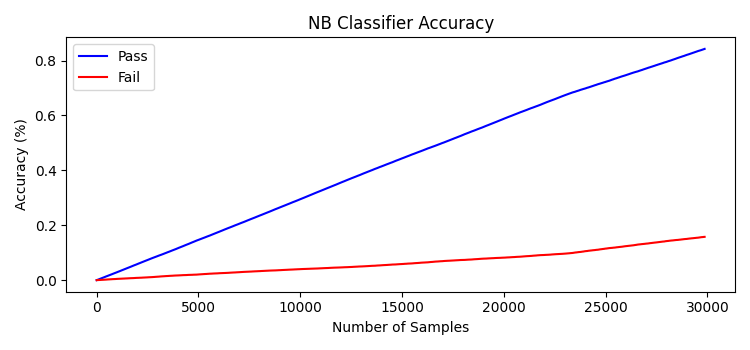 NB Classifier Accuracy
Pass
Fail
Accuracy (%)
0.8
0.6
0.4
0.2
0.0
0 5000 10000 15000 20000 25000 30000
Number of Samples